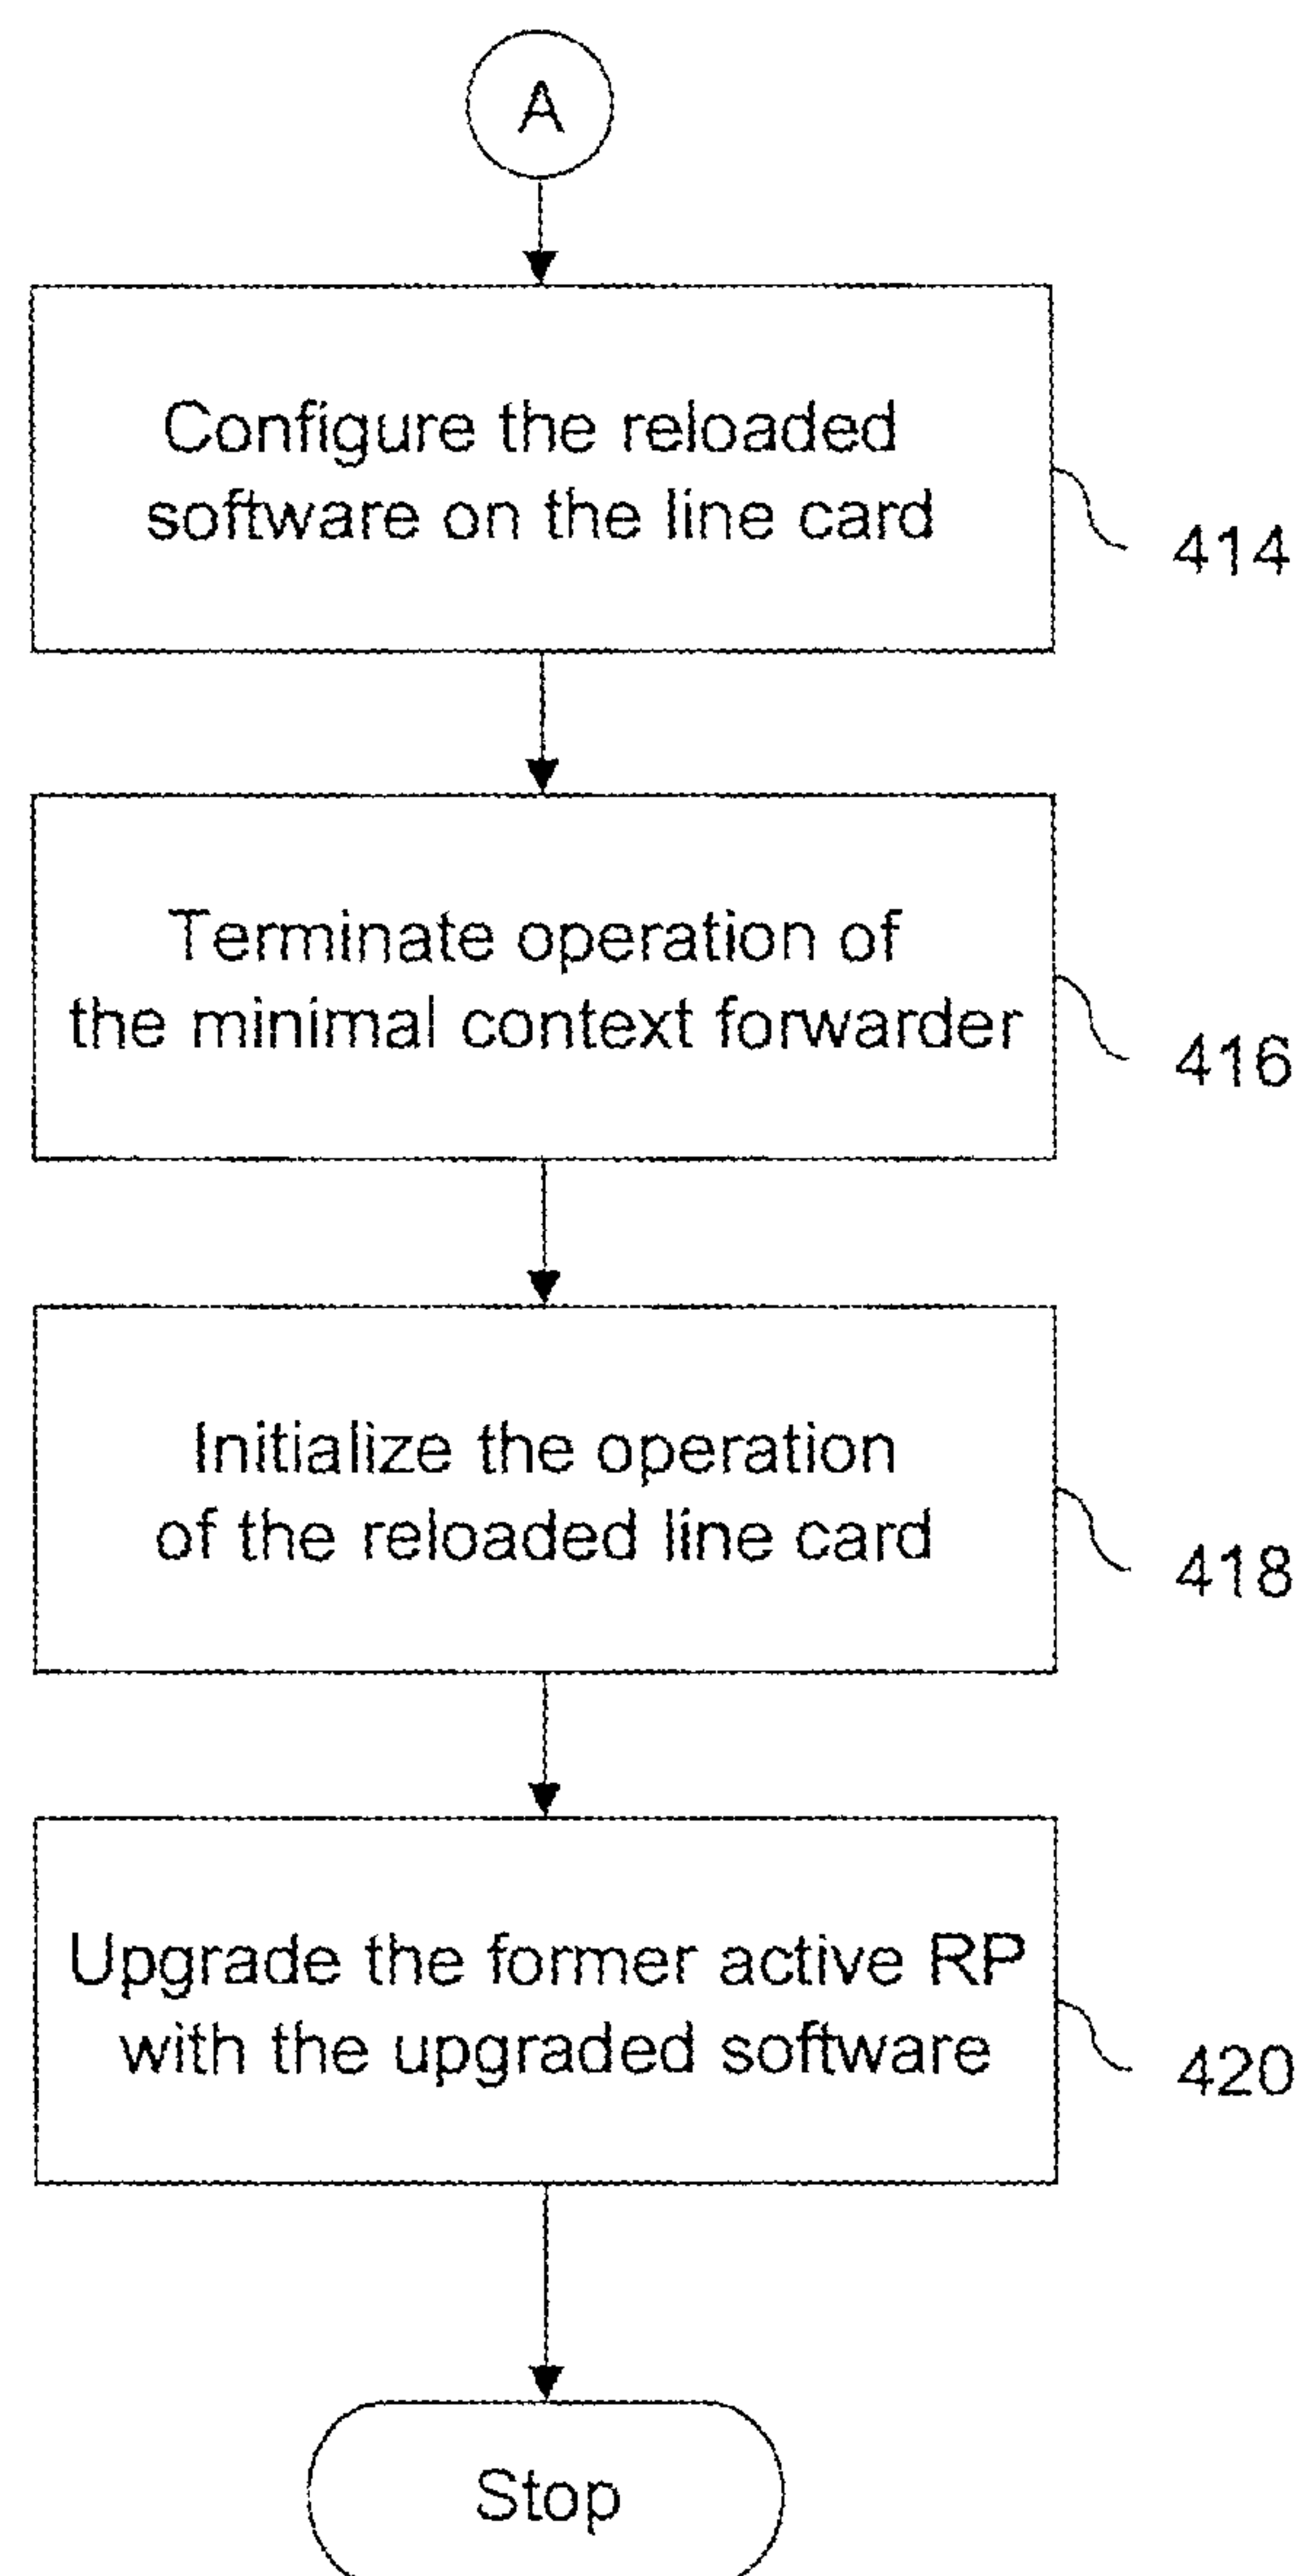 A
Configure the reloaded
software on the line card
414
Terminate operation of
the minimal context forwarder
416
Initialize the operation
of the reloaded line card
418
Upgrade the former active RP
with the upgraded software
420
Stop